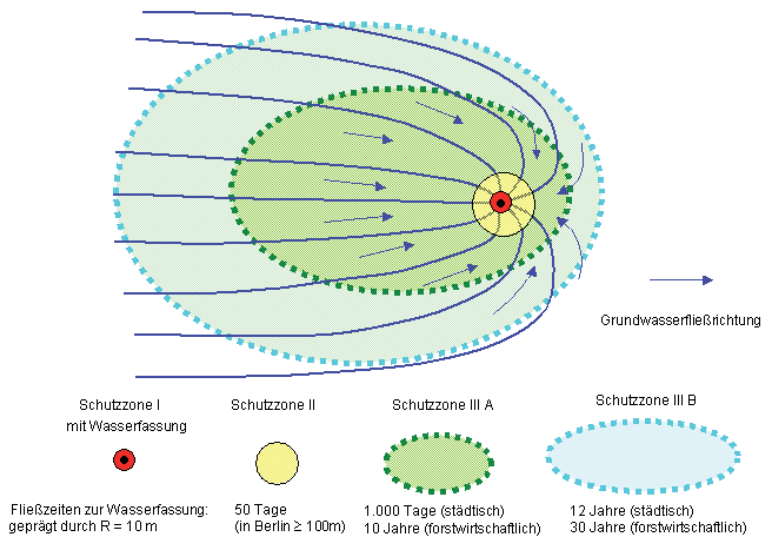 Grundwasserfließrichtung
Schutzzone I
mit Wasserfassung
Schutzzone II
Schutzzone III A
Schutzzone III B
Fließzeiten zur Wasserfassung:
geprägt durch R = 10 m
50 Tage
(in Berlin ≥ 100m)
1.000 Tage (städtisch)
10 Jahre (forstwirtschaftlich)
12 Jahre (städtisch)
30 Jahre (forstwirtschaftlich)